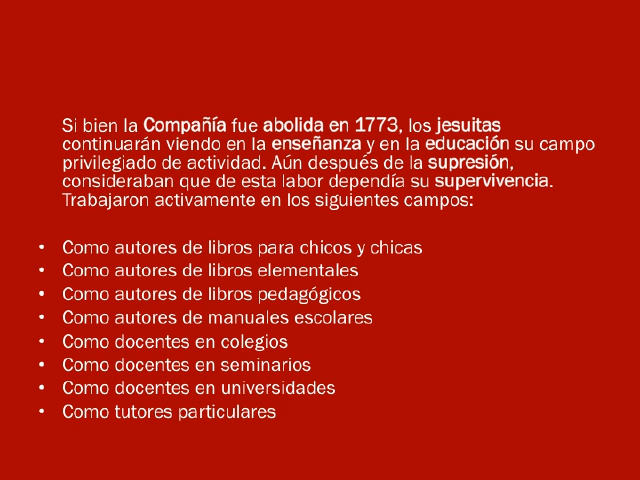 Si bien la Compañía fue abolida en 1773, los jesuitas
continuarán viendo en la enseñanza y en la educación su campo
privilegiado de actividad. Aún después de la supresión,
consideraban que de esta labor dependía su supervivencia.
Trabajaron activamente en los siguientes campos:
• Como autores de libros para chicos y chicas
• Como autores de libros elementales
• Como autores de libros pedagógicos
• Como autores de manuales escolares
• Como docentes en colegios
• Como docentes en seminarios
• Como docentes en universidades
• Como tutores particulares